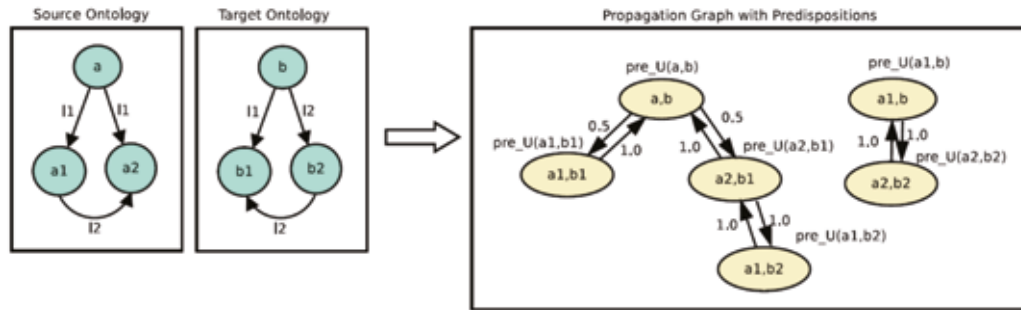 Source Ontology
Target Ontology
Propagation Graph with Predispositions
a
l1
l1
a1
a2
l2
b
l1
l2
b1
b2
l2
pre_U(a,b)
a,b
0.5
1.0
0.5
1.0
pre_U(a1,b1)
a1,b1
pre_U(a2,b1)
a2,b1
1.0
1.0
pre_U(a1,b2)
a1,b2
pre_U(a1,b)
a1,b
1.0
1.0
pre_U(a2,b2)
a2,b2